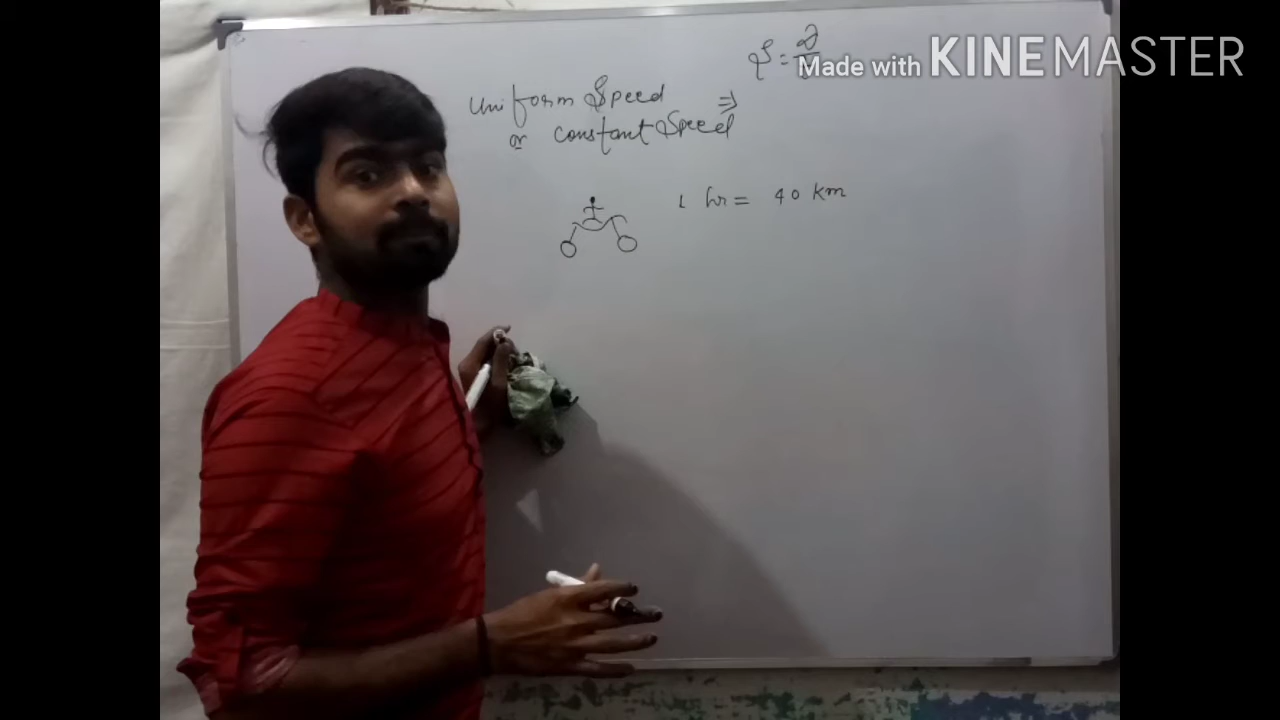 Made with KINEMASTER
Uniform Speed ⇒
or constant Speed
1 hr = 40 km